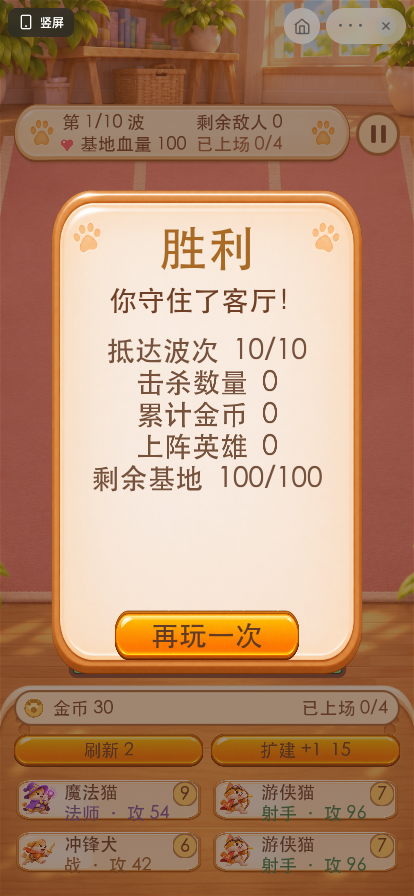 竖屏
第 1/10 波 剩余敌人 0
基地血量 100 已上场 0/4
胜利
你守住了客厅！
抵达波次 10/10
击杀数量 0
累计金币 0
上阵英雄 0
剩余基地 100/100
再玩一次
金币 30 已上场 0/4
刷新 2 扩建 +1 15
魔法猫 9 游侠猫 7
法师 · 攻 54 射手 · 攻 96
冲锋犬 6 游侠猫 7
战 · 攻 42 射手 · 攻 96